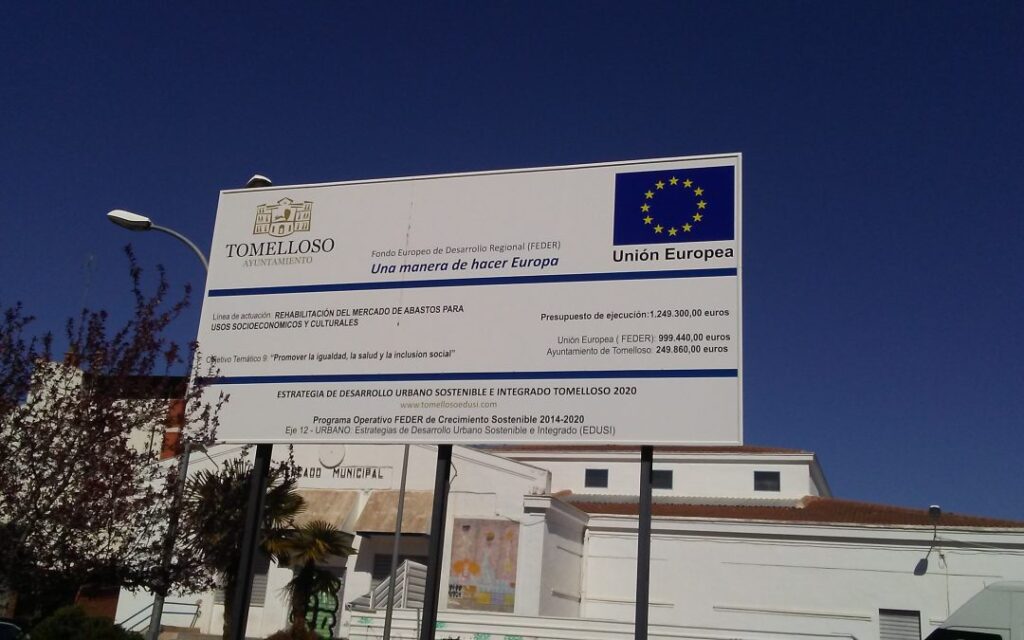 TOMELLOSO
AYUNTAMIENTO
Fondo Europeo de Desarrollo Regional (FEDER)
Una manera de hacer Europa
Unión Europea
Línea de actuación: REHABILITACIÓN DEL MERCADO DE ABASTOS PARA
USOS SOCIOECONOMICOS Y CULTURALES
Presupuesto de ejecución:1.249.300,00 euros
Unión Europea ( FEDER): 999.440,00 euros
Ayuntamiento de Tomelloso: 249.860,00 euros
Objetivo Temático 9: "Promover la igualdad, la salud y la inclusion social"
ESTRATEGIA DE DESARROLLO URBANO SOSTENIBLE E INTEGRADO TOMELLOSO 2020
www.tomellosoedusi.com
Programa Operativo FEDER de Crecimiento Sostenible 2014-2020
Eje 12 - URBANO: Estrategias de Desarrollo Urbano Sostenible e Integrado (EDUSI)
MUNICIPAL